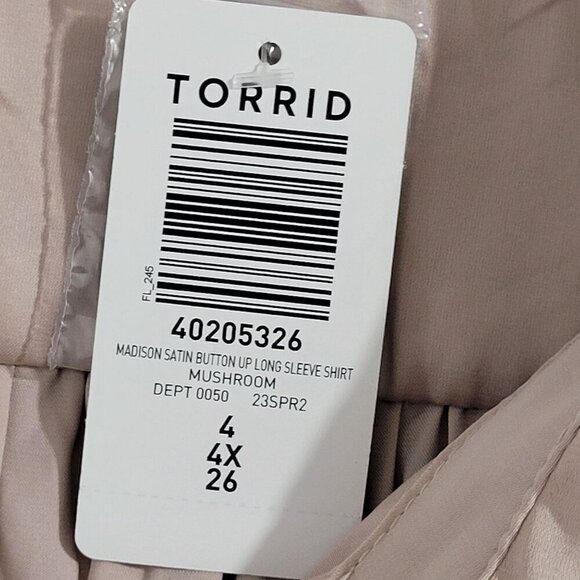 TORRID
FL_245
40205326
MADISON SATIN BUTTON UP LONG SLEEVE SHIRT
MUSHROOM
DEPT 0050 23SPR2
4
4X
26